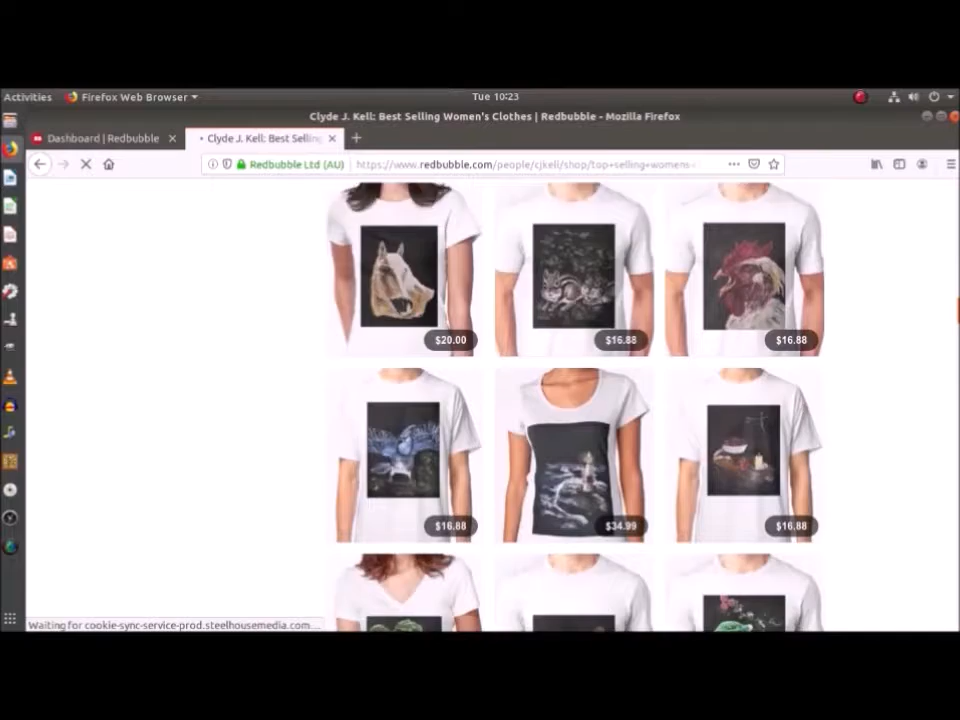 Activities Firefox Web Browser Tue 10:23
Clyde J. Kell: Best Selling Women's Clothes | Redbubble - Mozilla Firefox
Dashboard | Redbubble Clyde J. Kell: Best Selling
Redbubble Ltd (AU) https://www.redbubble.com/people/cjkell/shop/top+selling+womens-
$20.00 $16.88 $16.88
$16.88 $34.99 $16.88
Waiting for cookie-sync-service-prod.steelhousemedia.com...